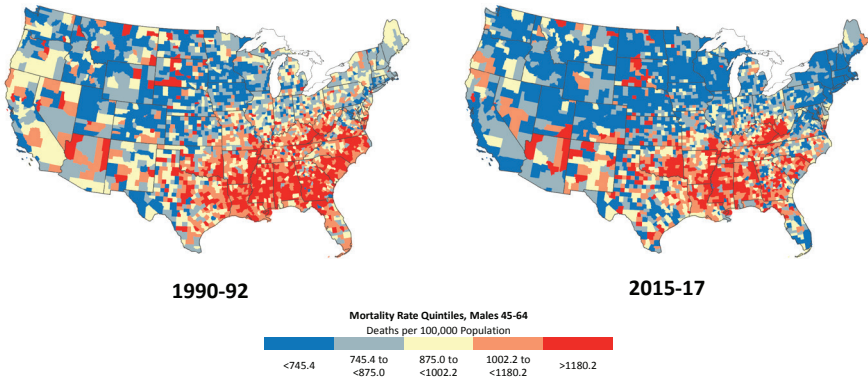 1990-92
2015-17
Mortality Rate Quintiles, Males 45-64
Deaths per 100,000 Population
<745.4
745.4 to
<875.0
875.0 to
<1002.2
1002.2 to
<1180.2
>1180.2